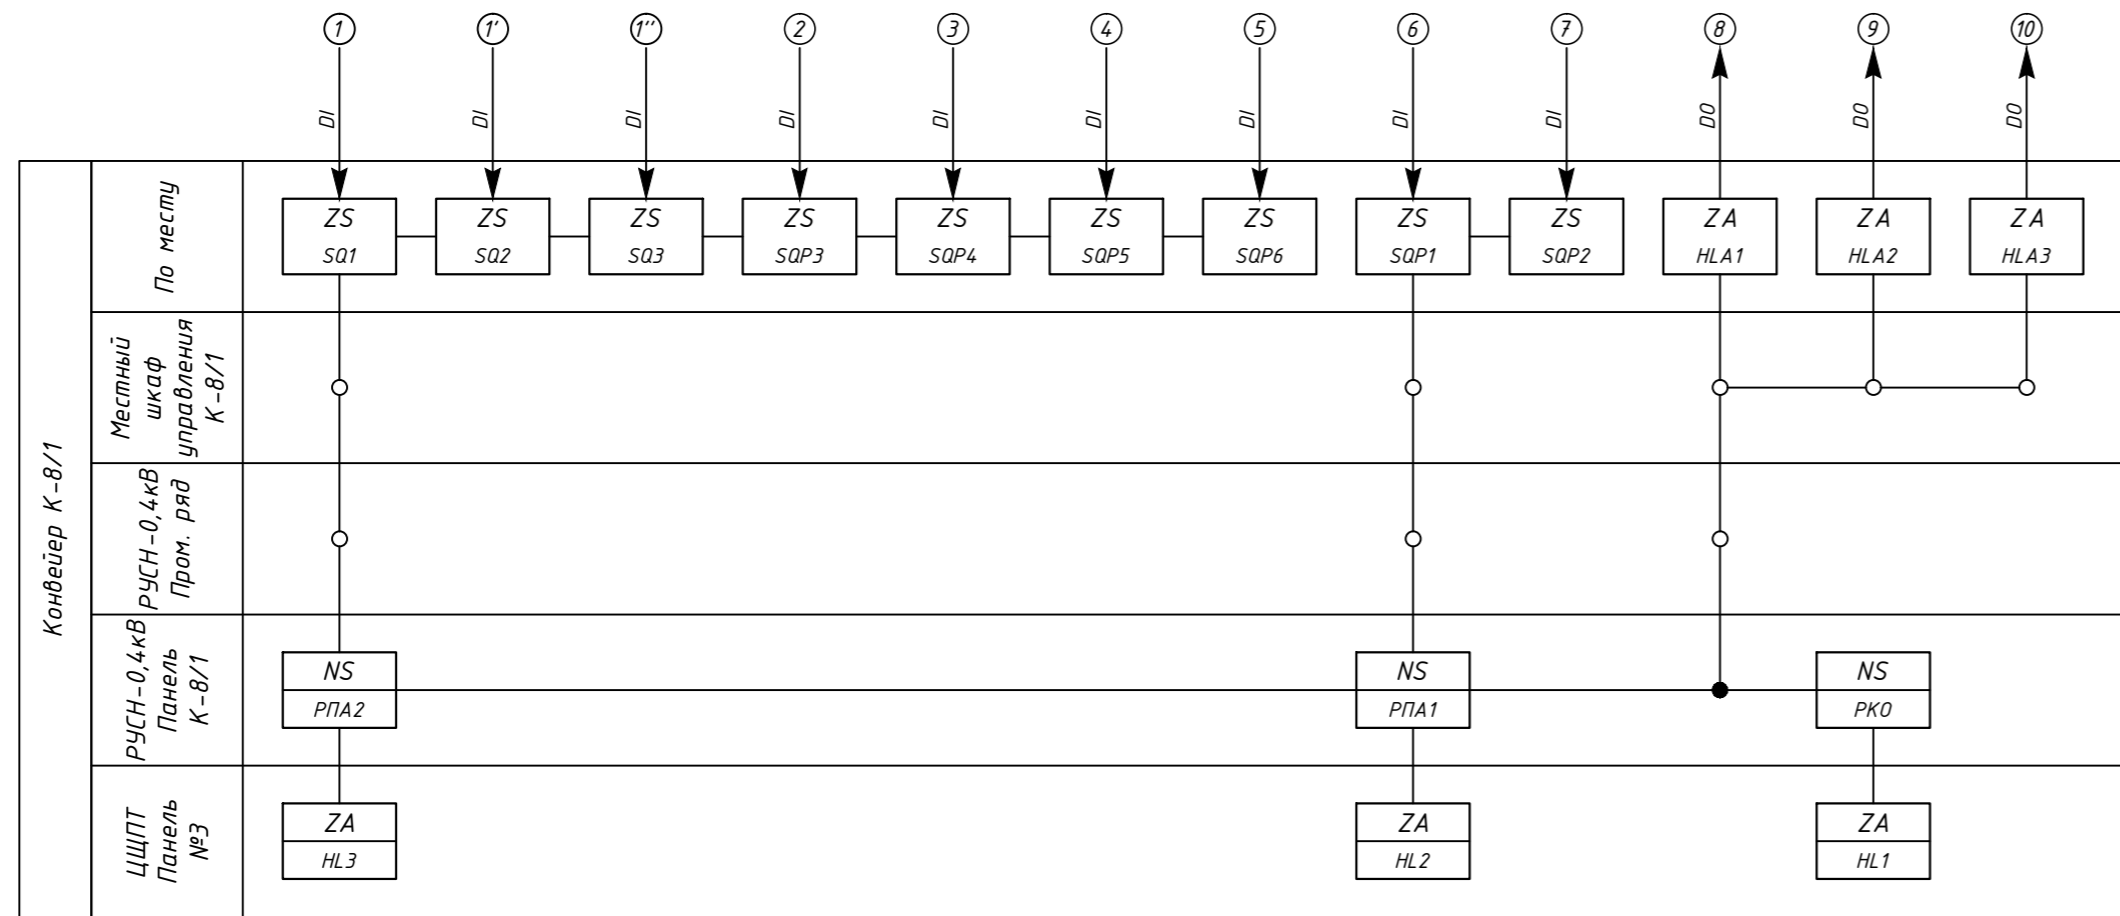 1 1' 1'' 2 3 4 5 6 7 8 9 10
DI DI DI DI DI DI DI DI DI DO DO DO
Конвейер К-8/1
По месту
ZS ZS ZS ZS ZS ZS ZS ZS ZS ZA ZA ZA
SQ1 SQ2 SQ3 SQP3 SQP4 SQP5 SQP6 SQP1 SQP2 HLA1 HLA2 HLA3
Местный
шкаф
управления
К-8/1
РУСН-0,4кВ
Пром. ряд
РУСН-0,4кВ
Панель
К-8/1
NS NS NS
РПА2 РПА1 РКО
ЦЩПТ
Панель
№3
ZA ZA ZA
HL3 HL2 HL1